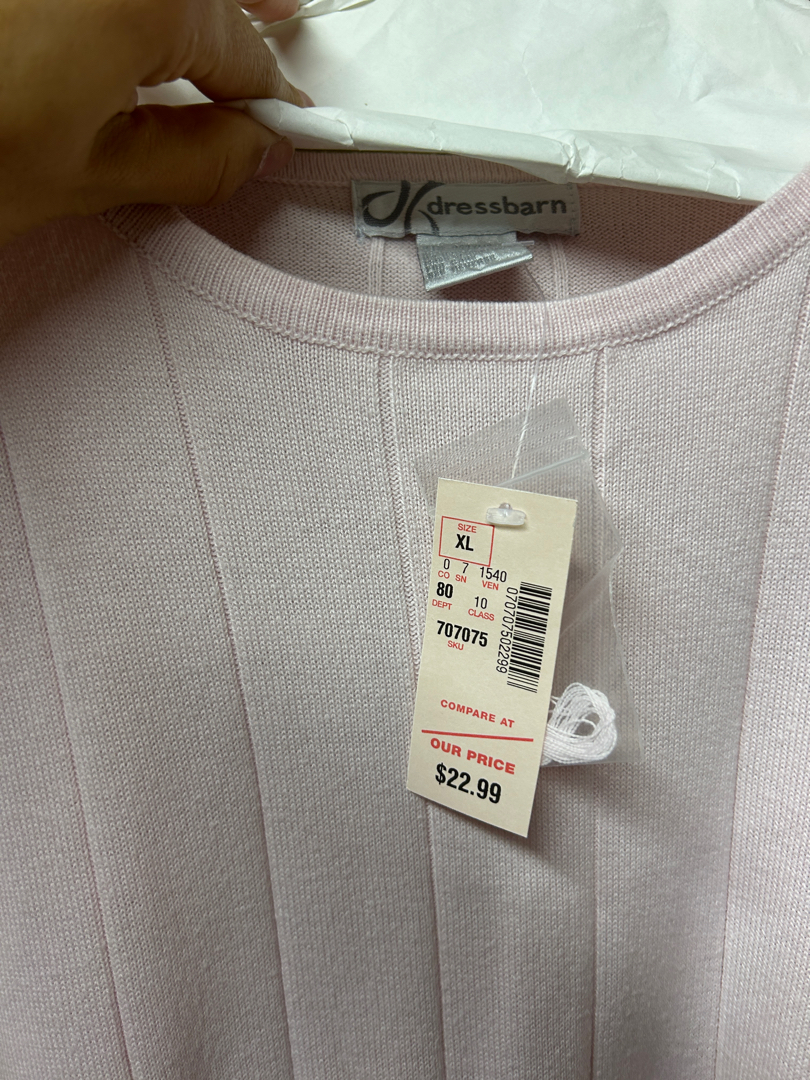 dressbarn
SIZE
XL
0 7 1540
CO SN VEN
80 10
DEPT CLASS
707075
SKU
070707502299
COMPARE AT
OUR PRICE
$22.99